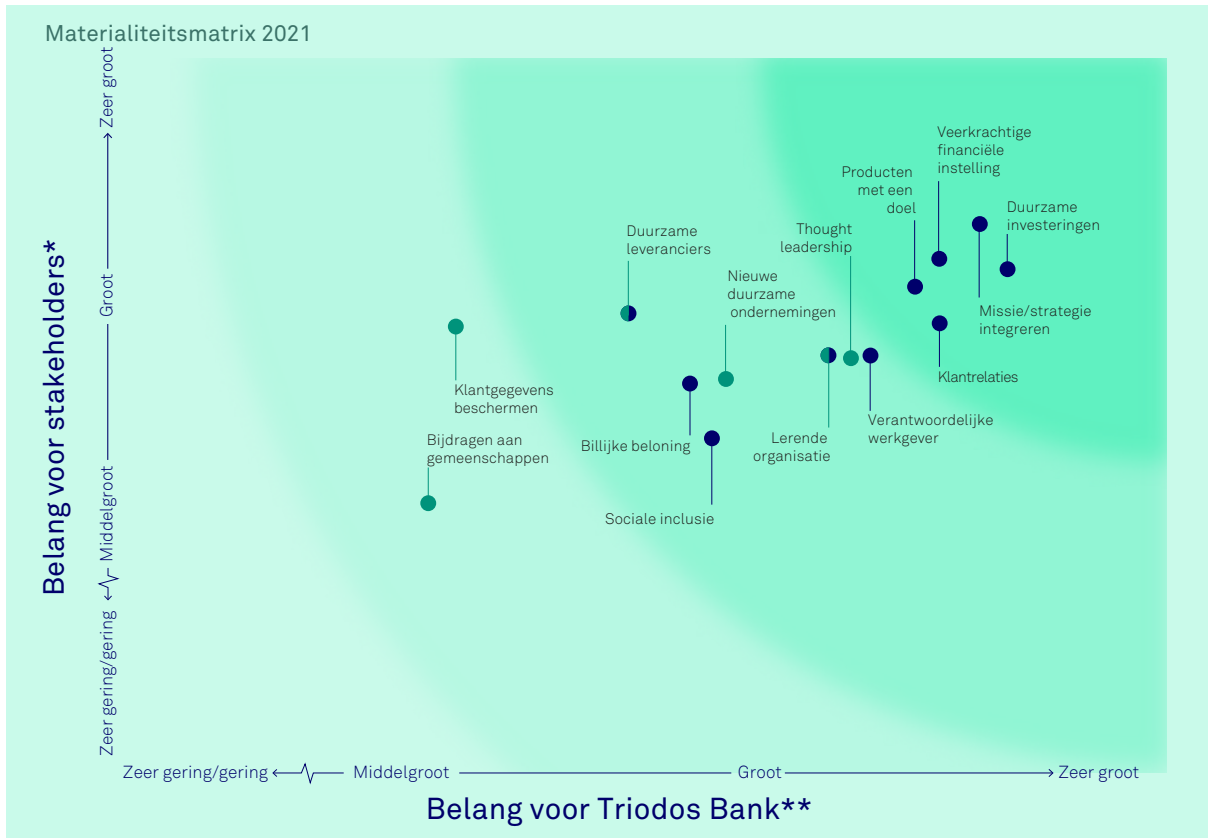 Materialiteitsmatrix 2021
Zeer groot
Groot
Middelgroot
Zeer gering/gering
Belang voor stakeholders*
Veerkrachtige
financiële
instelling
Producten
met een
doel
Duurzame
investeringen
Thought
leadership
Duurzame
leveranciers
Nieuwe
duurzame
ondernemingen
Missie/strategie
integreren
Klantrelaties
Klantgegevens
beschermen
Verantwoordelijke
werkgever
Lerende
organisatie
Billijke beloning
Bijdragen aan
gemeenschappen
Sociale inclusie
Zeer gering/gering
Middelgroot
Groot
Zeer groot
Belang voor Triodos Bank**